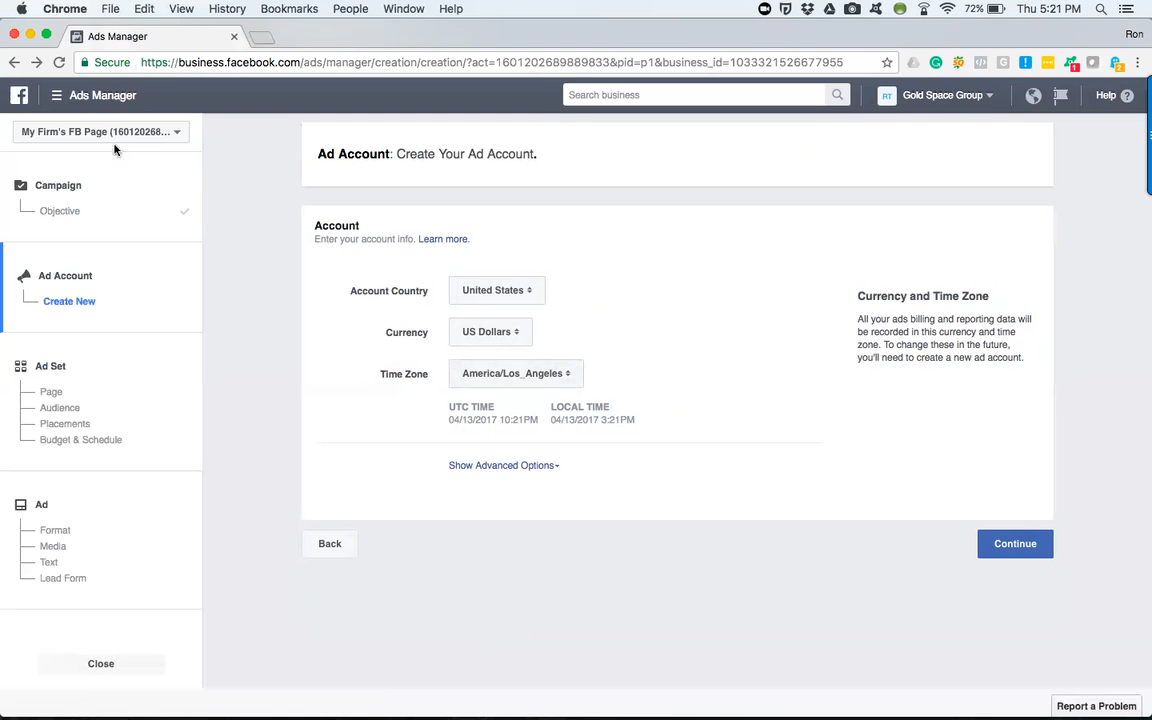 Chrome File Edit View History Bookmarks People Window Help 72% Thu 5:21 PM
Ads Manager Ron
Secure https://business.facebook.com/ads/manager/creation/creation/?act=1601202689889833&pid=p1&business_id=1033321526677955
Ads Manager Search business RT Gold Space Group Help ?
My Firm's FB Page (160120268...
Ad Account: Create Your Ad Account.
Campaign
Objective
Ad Account
Create New
Ad Set
Page
Audience
Placements
Budget & Schedule
Ad
Format
Media
Text
Lead Form
Close
Account
Enter your account info. Learn more.
Account Country United States
Currency US Dollars
Time Zone America/Los_Angeles
UTC TIME LOCAL TIME
04/13/2017 10:21PM 04/13/2017 3:21PM
Show Advanced Options
Currency and Time Zone
All your ads billing and reporting data will
be recorded in this currency and time
zone. To change these in the future,
you'll need to create a new ad account.
Back Continue
Report a Problem